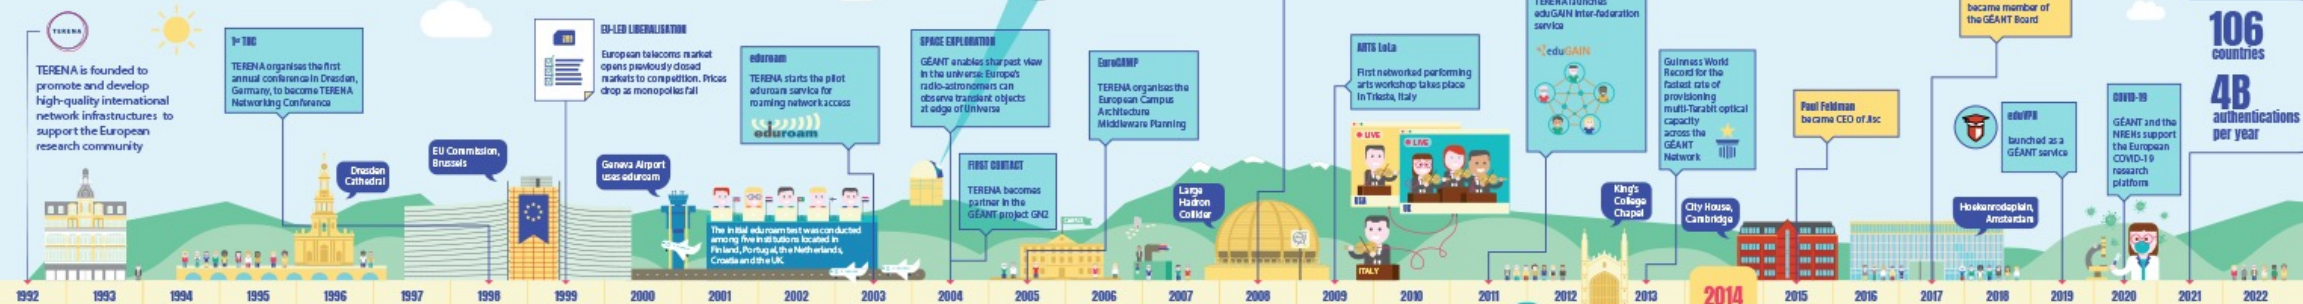 TERENA
TERENA is founded to
promote and develop
high-quality international
network infrastructures to
support the European
research community
1st TNC
TERENA organises the first
annual conference in Dresden,
Germany, to become TERENA
Networking Conference
Dresden
Cathedral
EU Commission,
Brussels
EU-LED LIBERALISATION
European telecoms market
opens previously closed
markets to competition. Prices
drop as monopolies fall
Geneva Airport
uses eduroam
eduroam
TERENA starts the pilot
eduroam service for
roaming network access
eduroam
The initial eduroam test was conducted
among five institutions located in
Finland, Portugal, the Netherlands,
Croatia and the UK.
SPACE EXPLORATION
GÉANT enables sharpest view
in the universe: Europe's
radio-astronomers can
observe transient objects
at edge of Universe
FIRST CONTACT
TERENA becomes
partner in the
GÉANT project GN2
EuroCAMP
TERENA organises the
European Campus
Architecture
Middleware Planning
CAMPUS
Large
Hadron
Collider
ARTS LoLa
First networked performing
arts workshop takes place
in Trieste, Italy
LIVE
LIVE
USA
UK
ITALY
TERENA launches
eduGAIN inter-federation
service
eduGAIN
Guinness World
Record for the
fastest rate of
provisioning
multi-Terabit optical
capacity
across the
GÉANT
Network
King's
College
Chapel
City House,
Cambridge
Paul Feldman
became CEO of Jisc
became member of
the GÉANT Board
eduVPN
launched as a
GÉANT service
Hoekenrodeplein,
Amsterdam
COVID-19
GÉANT and the
NRENs support
the European
COVID-19
research
platform
106
countries
4B
authentications
per year
1992 1993 1994 1995 1996 1997 1998 1999 2000 2001 2002 2003 2004 2005 2006 2007 2008 2009 2010 2011 2012 2013 2014 2015 2016 2017 2018 2019 2020 2021 2022